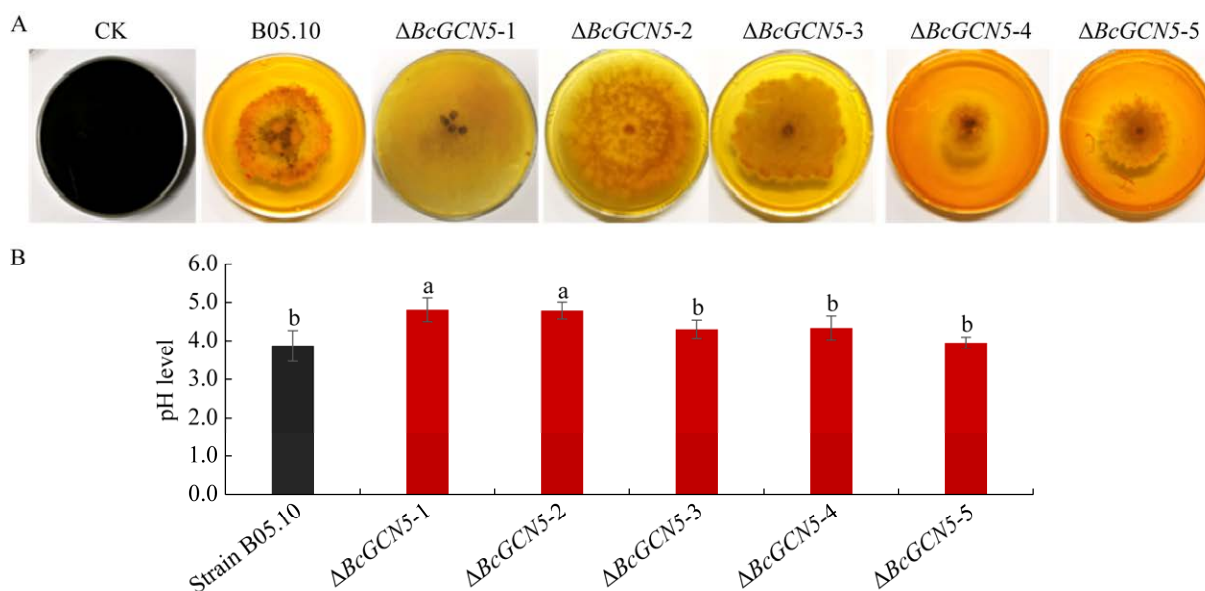 A
CK B05.10 ΔBcGCN5-1 ΔBcGCN5-2 ΔBcGCN5-3 ΔBcGCN5-4 ΔBcGCN5-5
B
pH level
6.0
5.0
4.0
3.0
2.0
1.0
0.0
b a a b b b
Strain B05.10 ΔBcGCN5-1 ΔBcGCN5-2 ΔBcGCN5-3 ΔBcGCN5-4 ΔBcGCN5-5